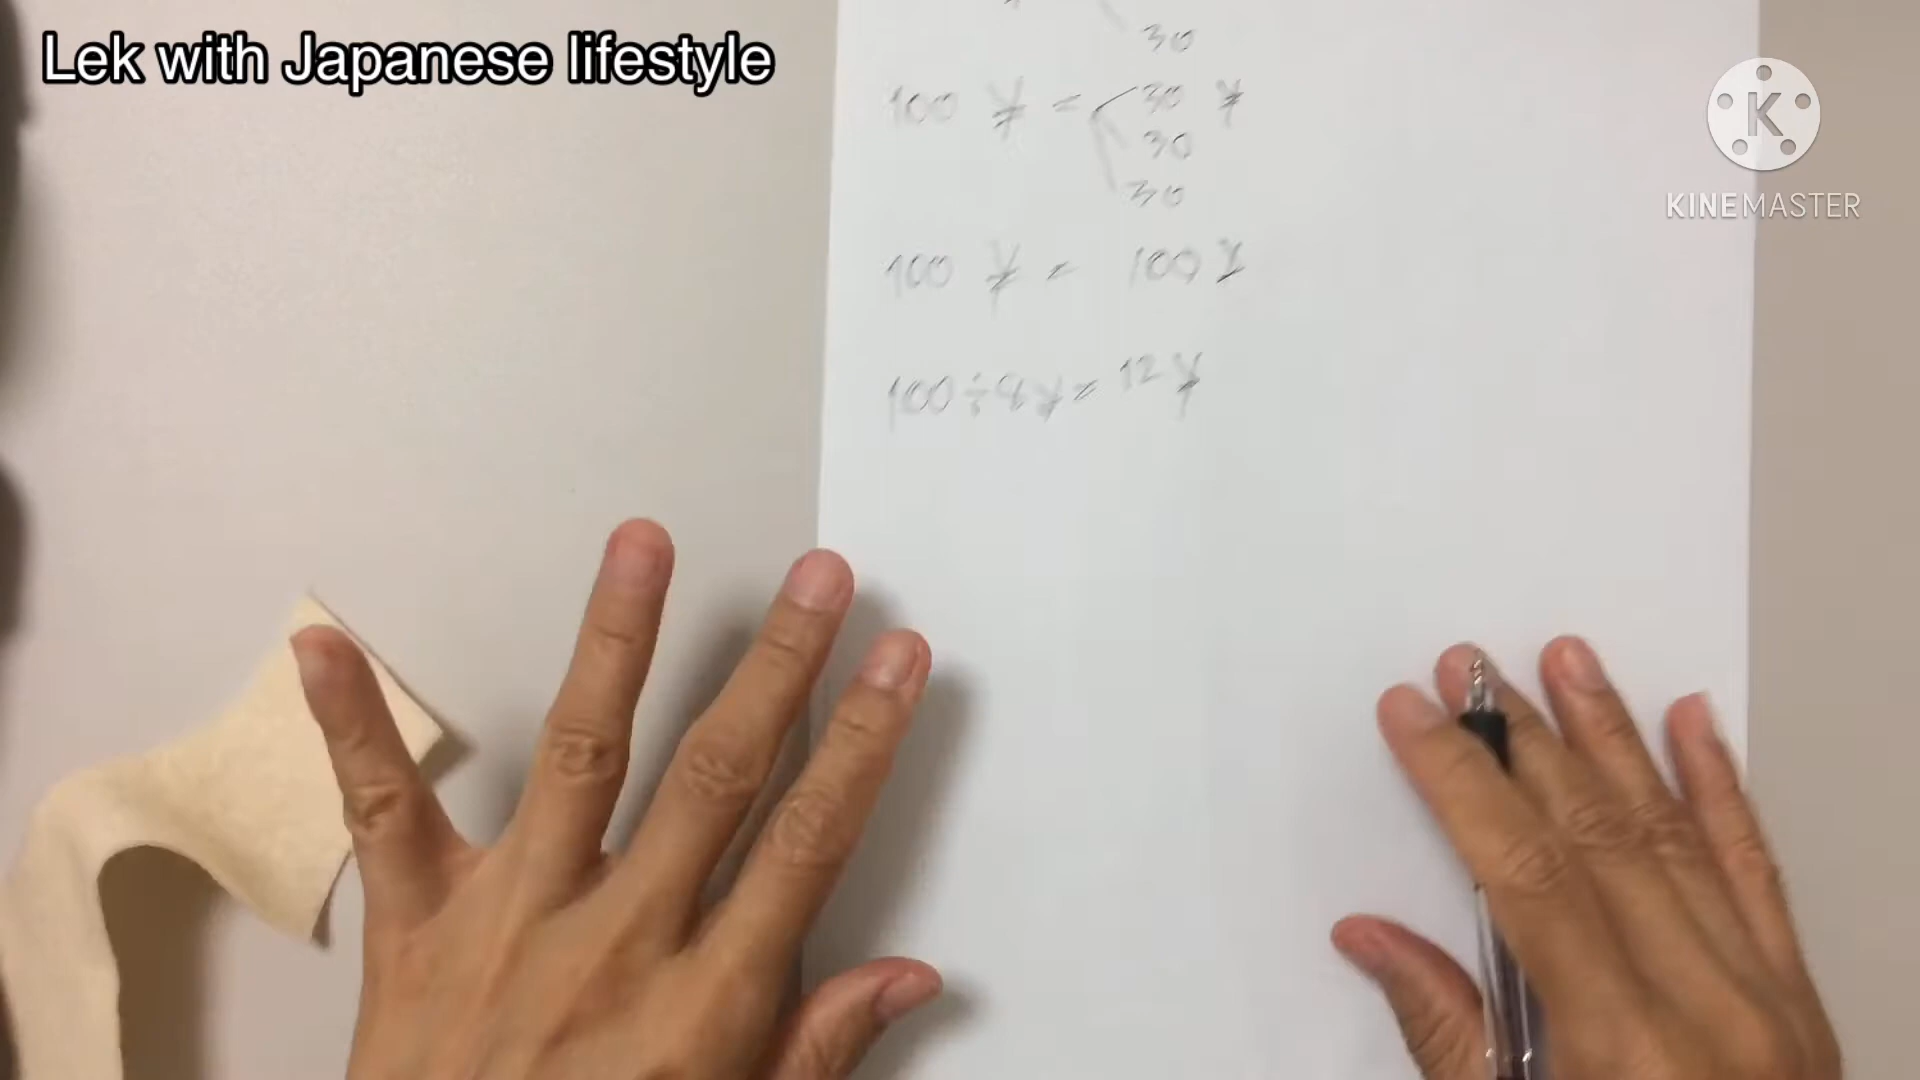 Lek with Japanese lifestyle
K
KINEMASTER
30
100 ¥ = 30 ¥
30
30
100 ¥ = 100 ¥
100÷8¥ = 12¥